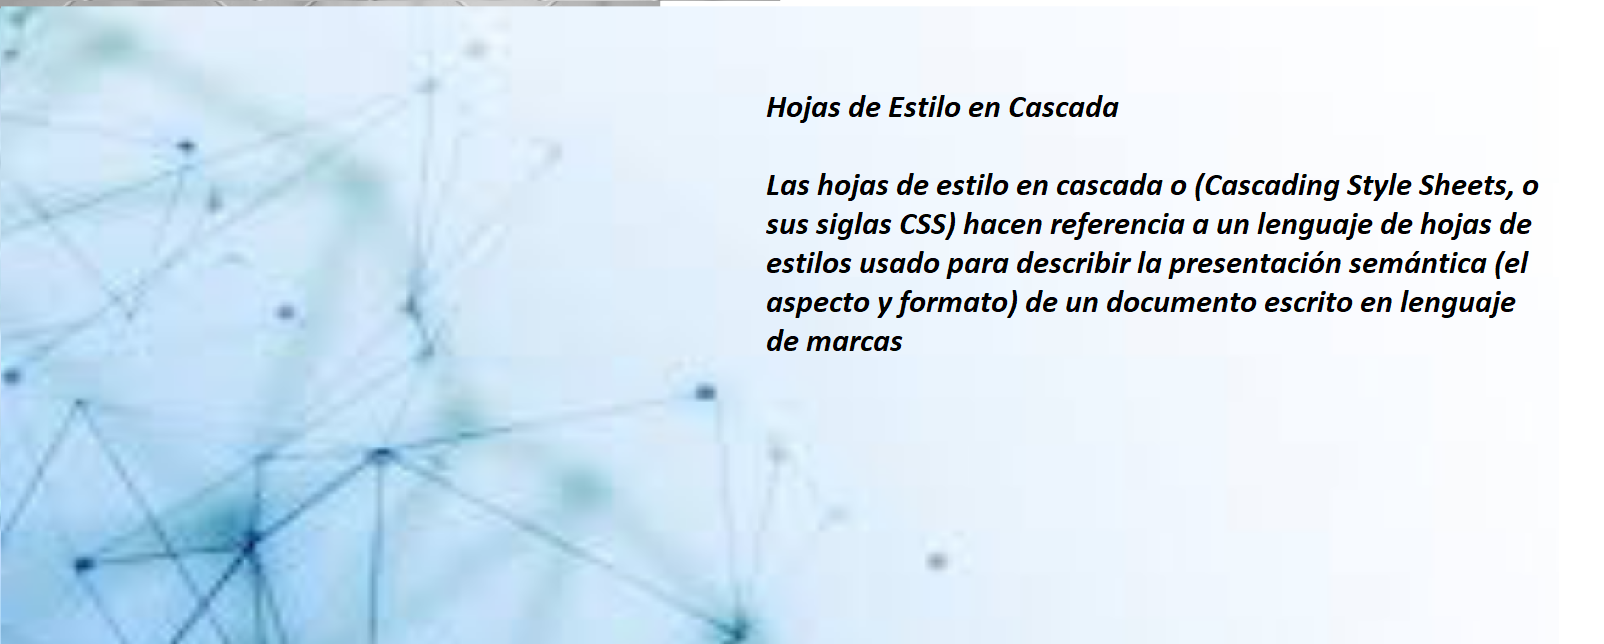 Hojas de Estilo en Cascada
Las hojas de estilo en cascada o (Cascading Style Sheets, o
sus siglas CSS) hacen referencia a un lenguaje de hojas de
estilos usado para describir la presentación semántica (el
aspecto y formato) de un documento escrito en lenguaje
de marcas